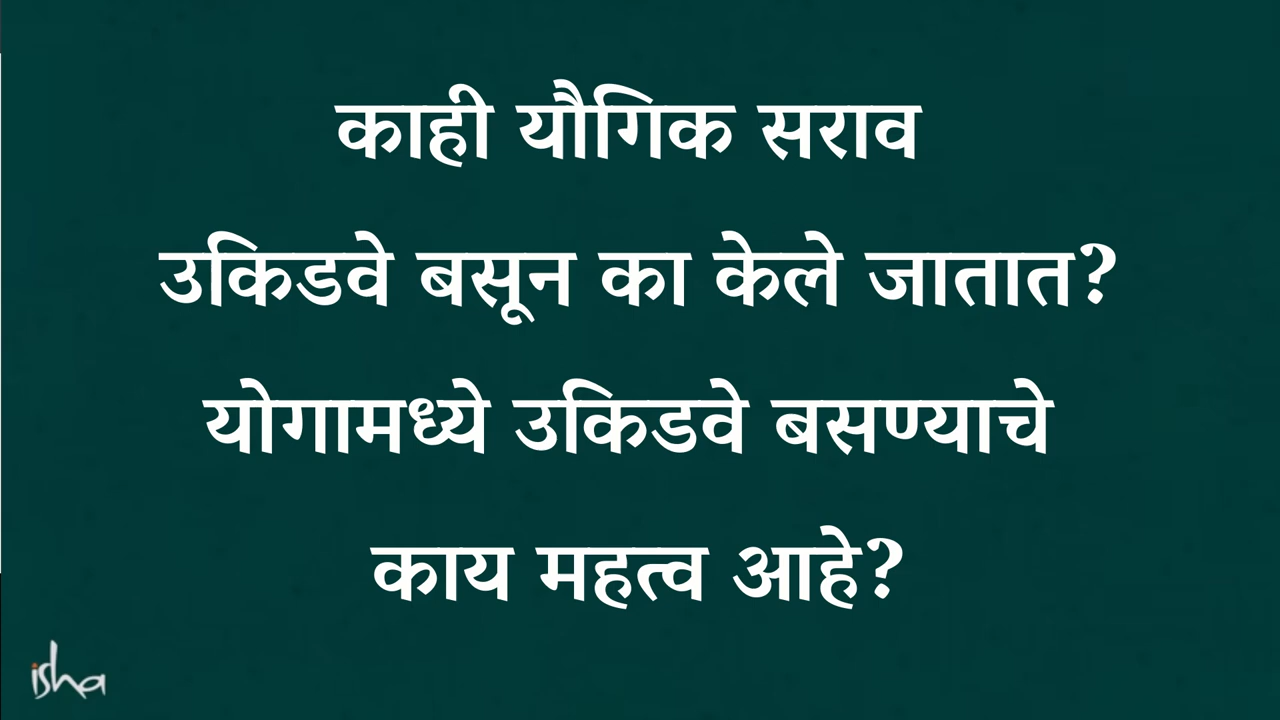 काही यौगिक सराव
उकिडवे बसून का केले जातात?
योगामध्ये उकिडवे बसण्याचे
काय महत्व आहे?
isha